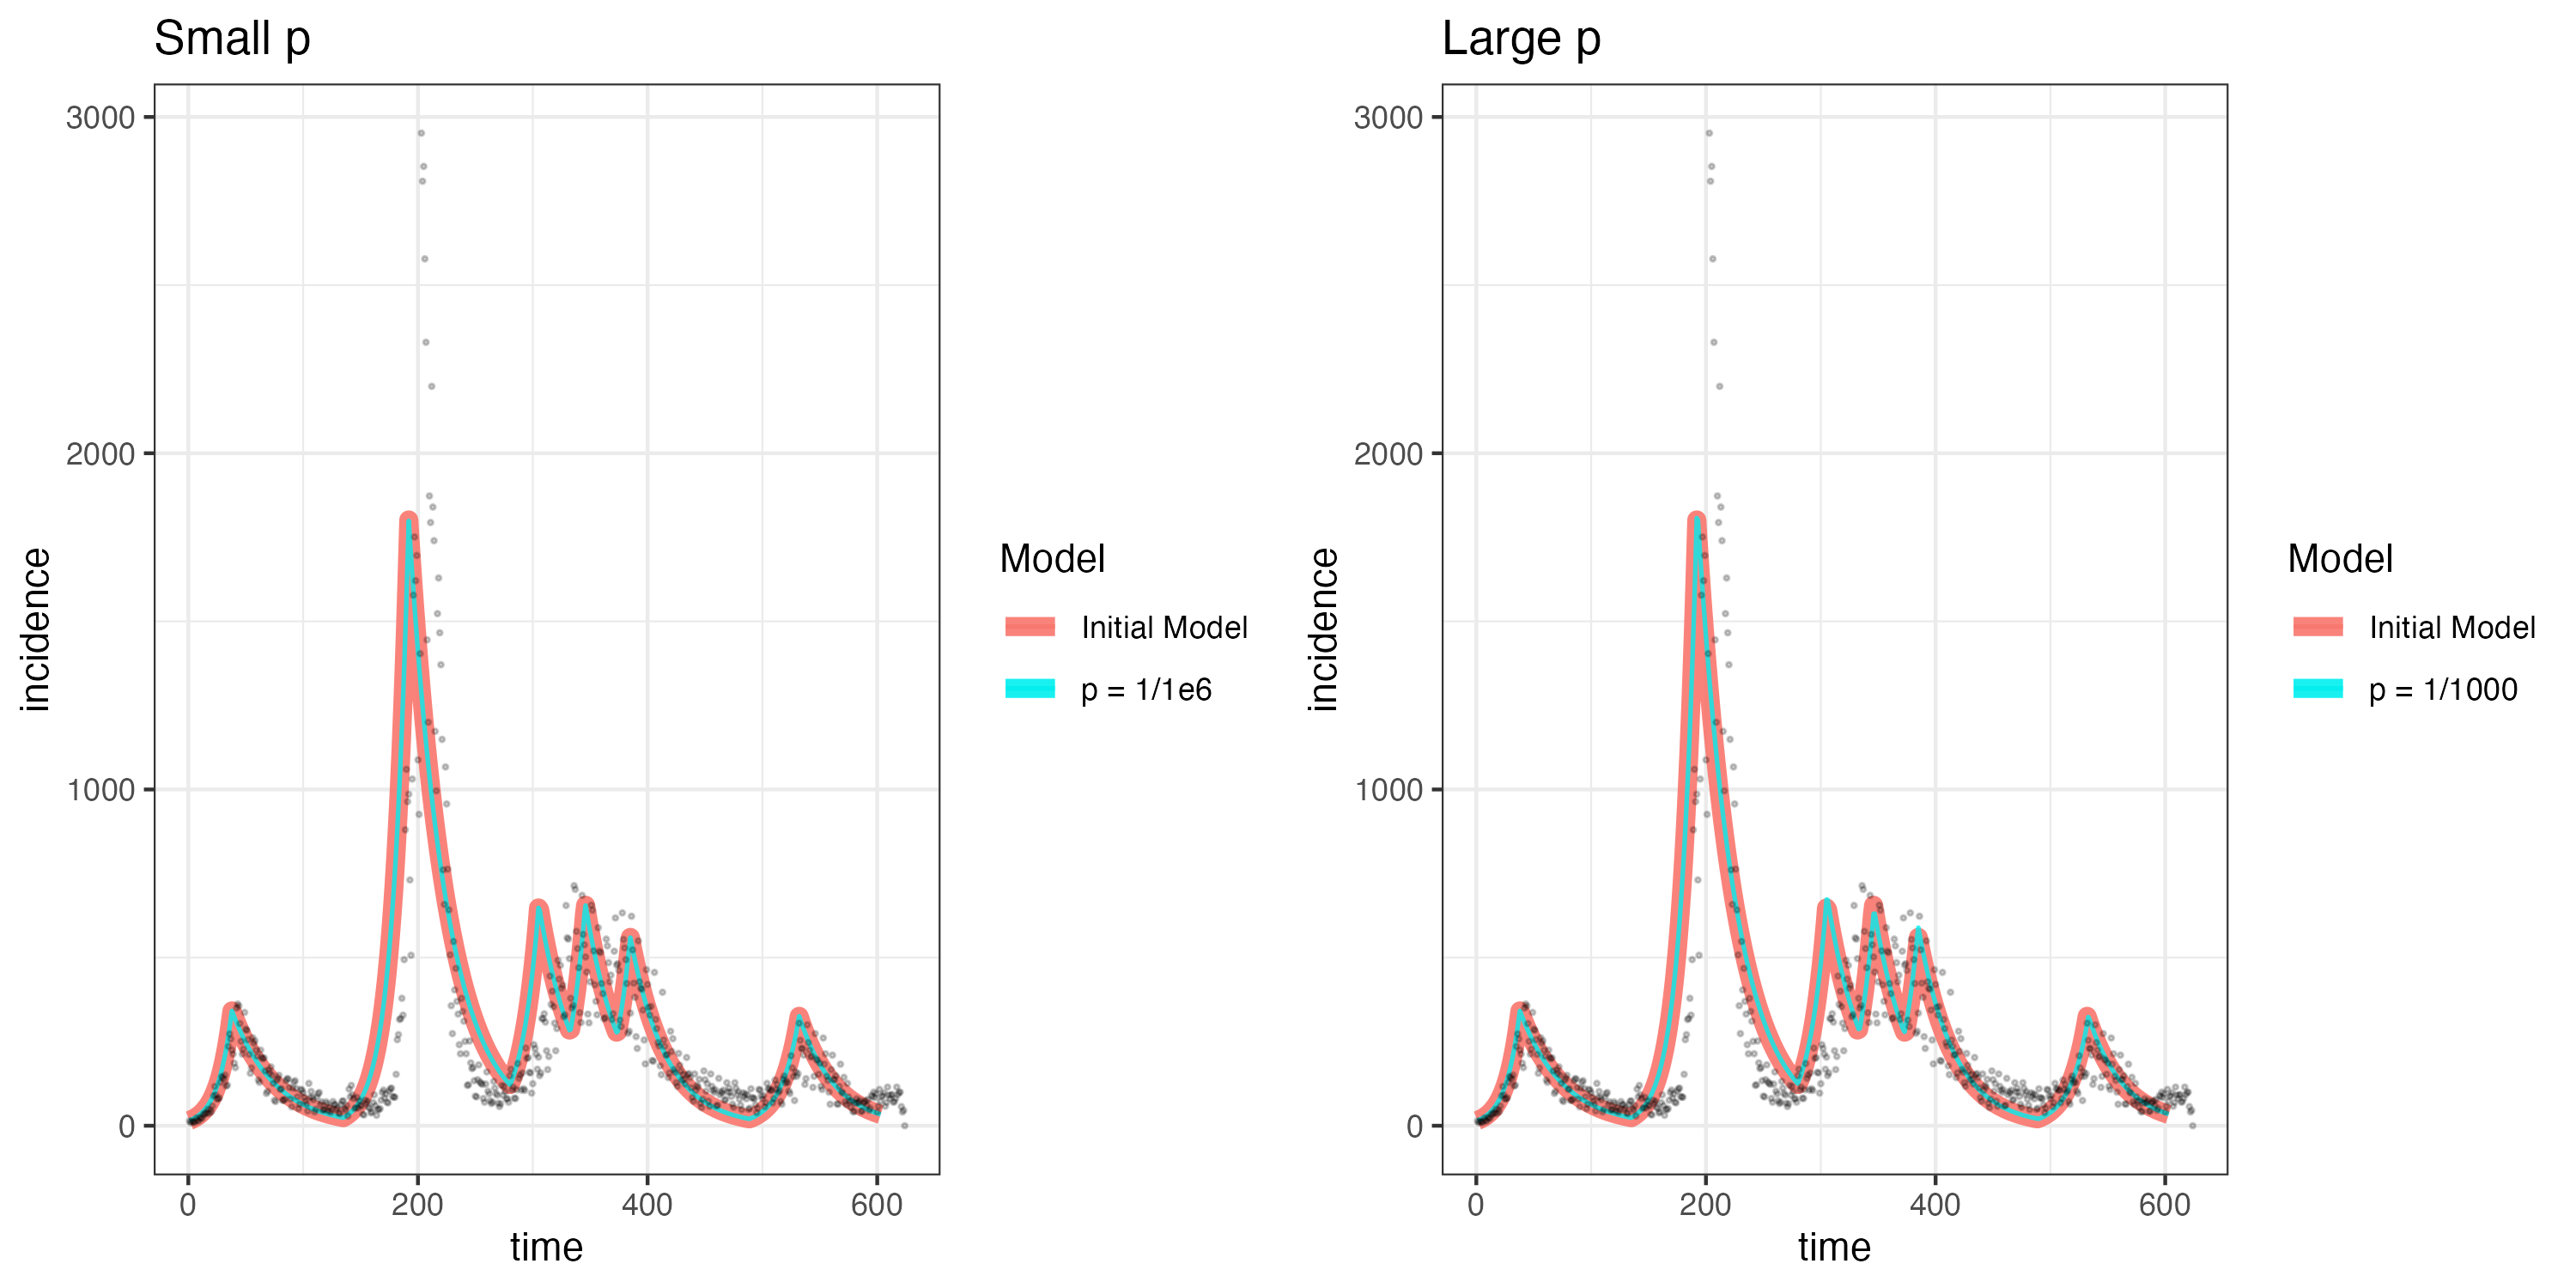 Small p
3000
2000
1000
0
0 200 400 600
time
incidence
Model
Initial Model
p = 1/1e6
Large p
3000
2000
1000
0
0 200 400 600
time
incidence
Model
Initial Model
p = 1/1000